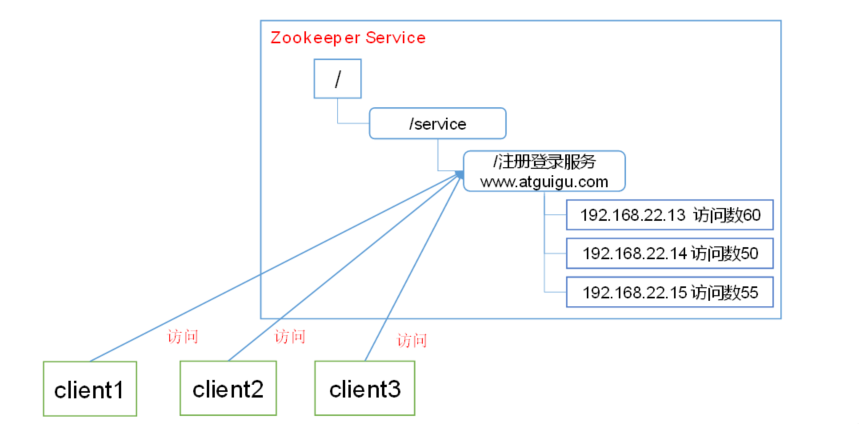 Zookeeper Service
/
/service
/注册登录服务
www.atguigu.com
192.168.22.13 访问数60
192.168.22.14 访问数50
192.168.22.15 访问数55
访问
访问
访问
client1
client2
client3